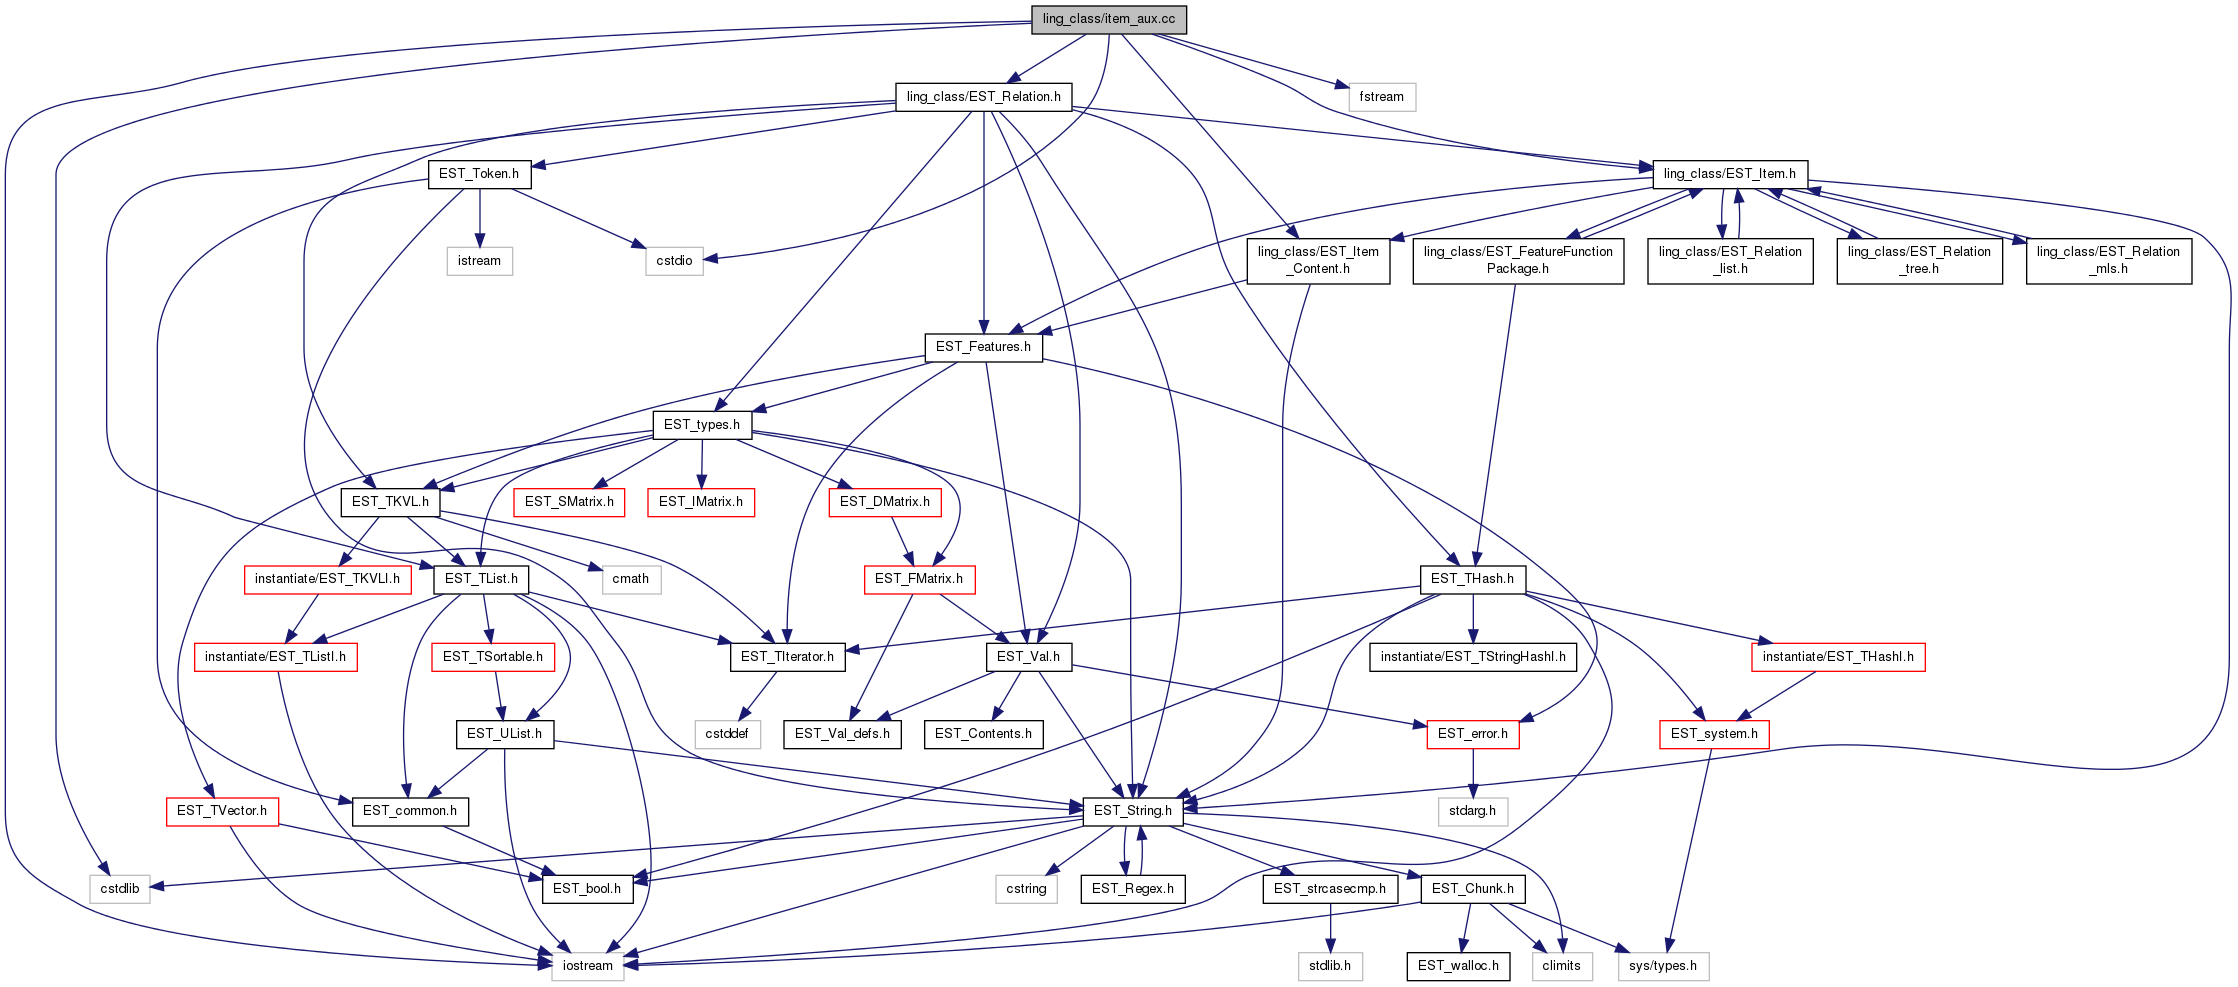 ling_class/item_aux.cc
ling_class/EST_Relation.h
fstream
EST_Token.h
ling_class/EST_Item.h
istream
cstdio
ling_class/EST_Item
_Content.h
ling_class/EST_FeatureFunction
Package.h
ling_class/EST_Relation
_list.h
ling_class/EST_Relation
_tree.h
ling_class/EST_Relation
_mls.h
EST_Features.h
EST_types.h
EST_TKVL.h
EST_SMatrix.h
EST_IMatrix.h
EST_DMatrix.h
instantiate/EST_TKVLI.h
EST_TList.h
cmath
EST_FMatrix.h
EST_THash.h
instantiate/EST_TListI.h
EST_TSortable.h
EST_TIterator.h
EST_Val.h
instantiate/EST_TStringHashI.h
instantiate/EST_THashI.h
EST_UList.h
cstddef
EST_Val_defs.h
EST_Contents.h
EST_error.h
EST_system.h
EST_TVector.h
EST_common.h
EST_String.h
stdarg.h
cstdlib
EST_bool.h
cstring
EST_Regex.h
EST_strcasecmp.h
EST_Chunk.h
iostream
stdlib.h
EST_walloc.h
climits
sys/types.h